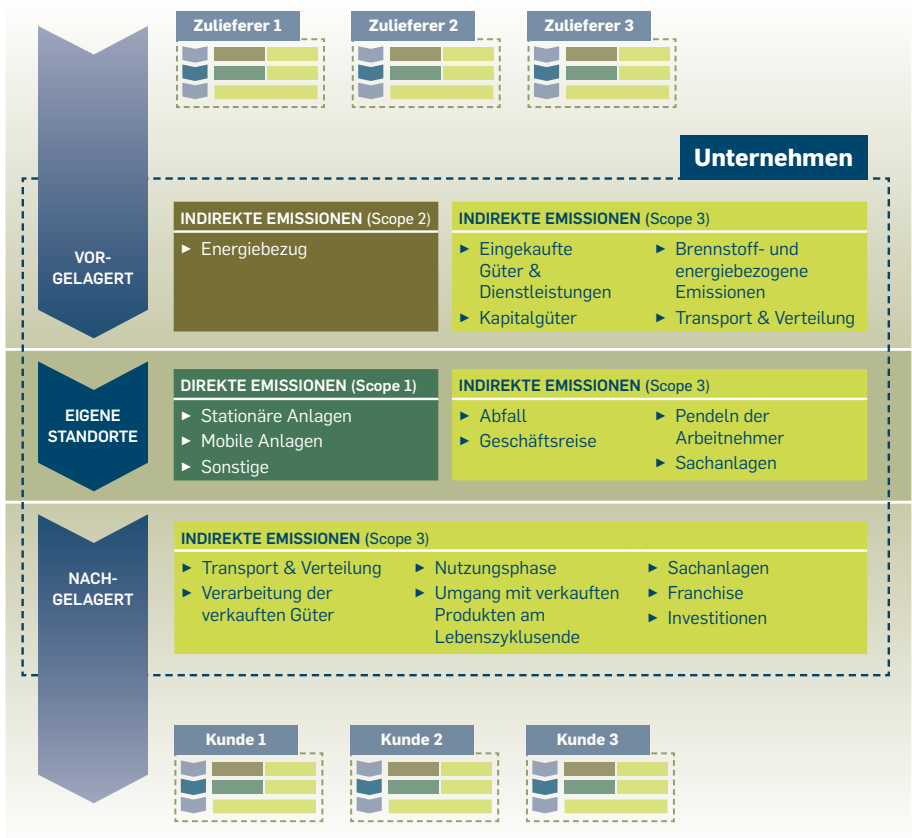 Zulieferer 1
Zulieferer 2
Zulieferer 3
Unternehmen
VOR-
GELAGERT
INDIREKTE EMISSIONEN (Scope 2)
► Energiebezug
INDIREKTE EMISSIONEN (Scope 3)
► Eingekaufte
Güter &
Dienstleistungen
► Kapitalgüter
► Brennstoff- und
energiebezogene
Emissionen
► Transport & Verteilung
EIGENE
STANDORTE
DIREKTE EMISSIONEN (Scope 1)
► Stationäre Anlagen
► Mobile Anlagen
► Sonstige
INDIREKTE EMISSIONEN (Scope 3)
► Abfall
► Geschäftsreise
► Pendeln der
Arbeitnehmer
► Sachanlagen
NACH-
GELAGERT
INDIREKTE EMISSIONEN (Scope 3)
► Transport & Verteilung
► Verarbeitung der
verkauften Güter
► Nutzungsphase
► Umgang mit verkauften
Produkten am
Lebenszyklusende
► Sachanlagen
► Franchise
► Investitionen
Kunde 1
Kunde 2
Kunde 3